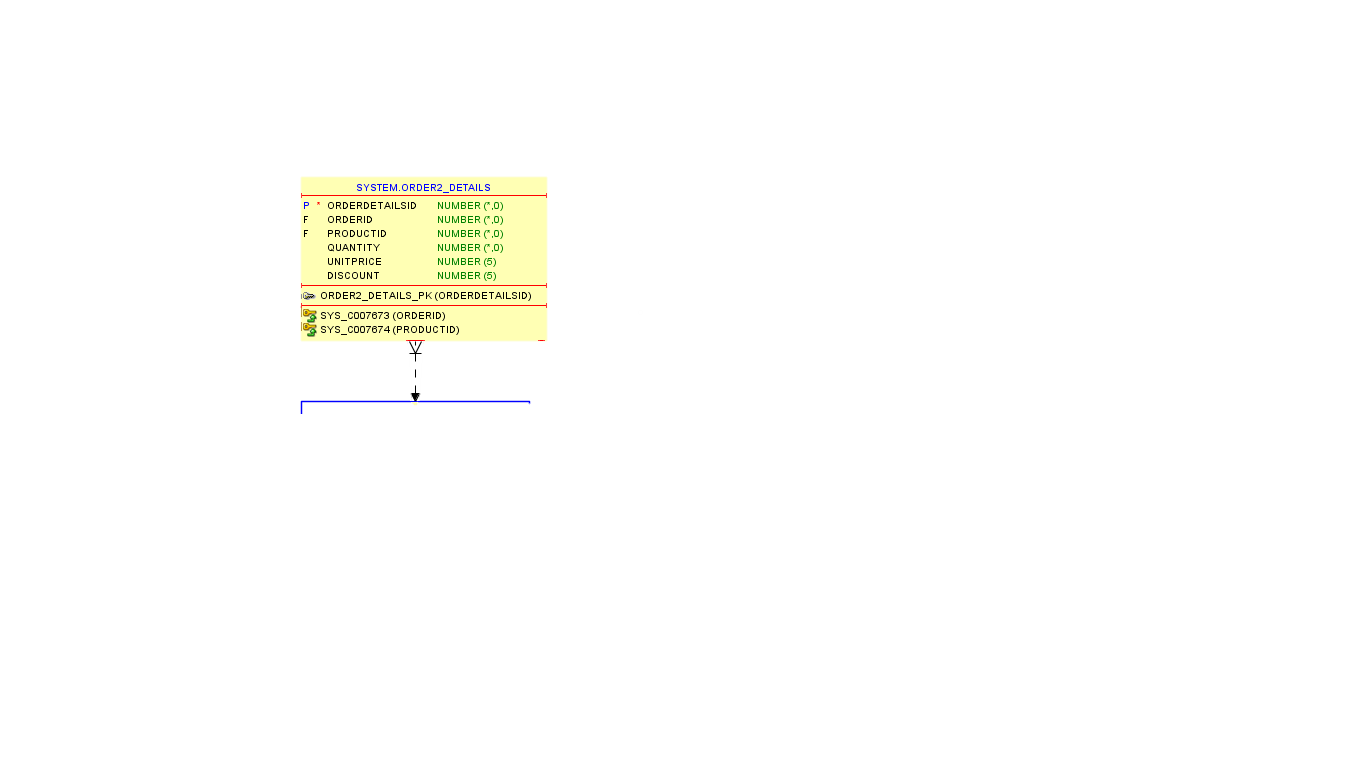 SYSTEM.ORDER2_DETAILS
P * ORDERDETAILSID NUMBER (*,0)
F ORDERID NUMBER (*,0)
F PRODUCTID NUMBER (*,0)
QUANTITY NUMBER (*,0)
UNITPRICE NUMBER (5)
DISCOUNT NUMBER (5)
ORDER2_DETAILS_PK (ORDERDETAILSID)
SYS_C007673 (ORDERID)
SYS_C007674 (PRODUCTID)